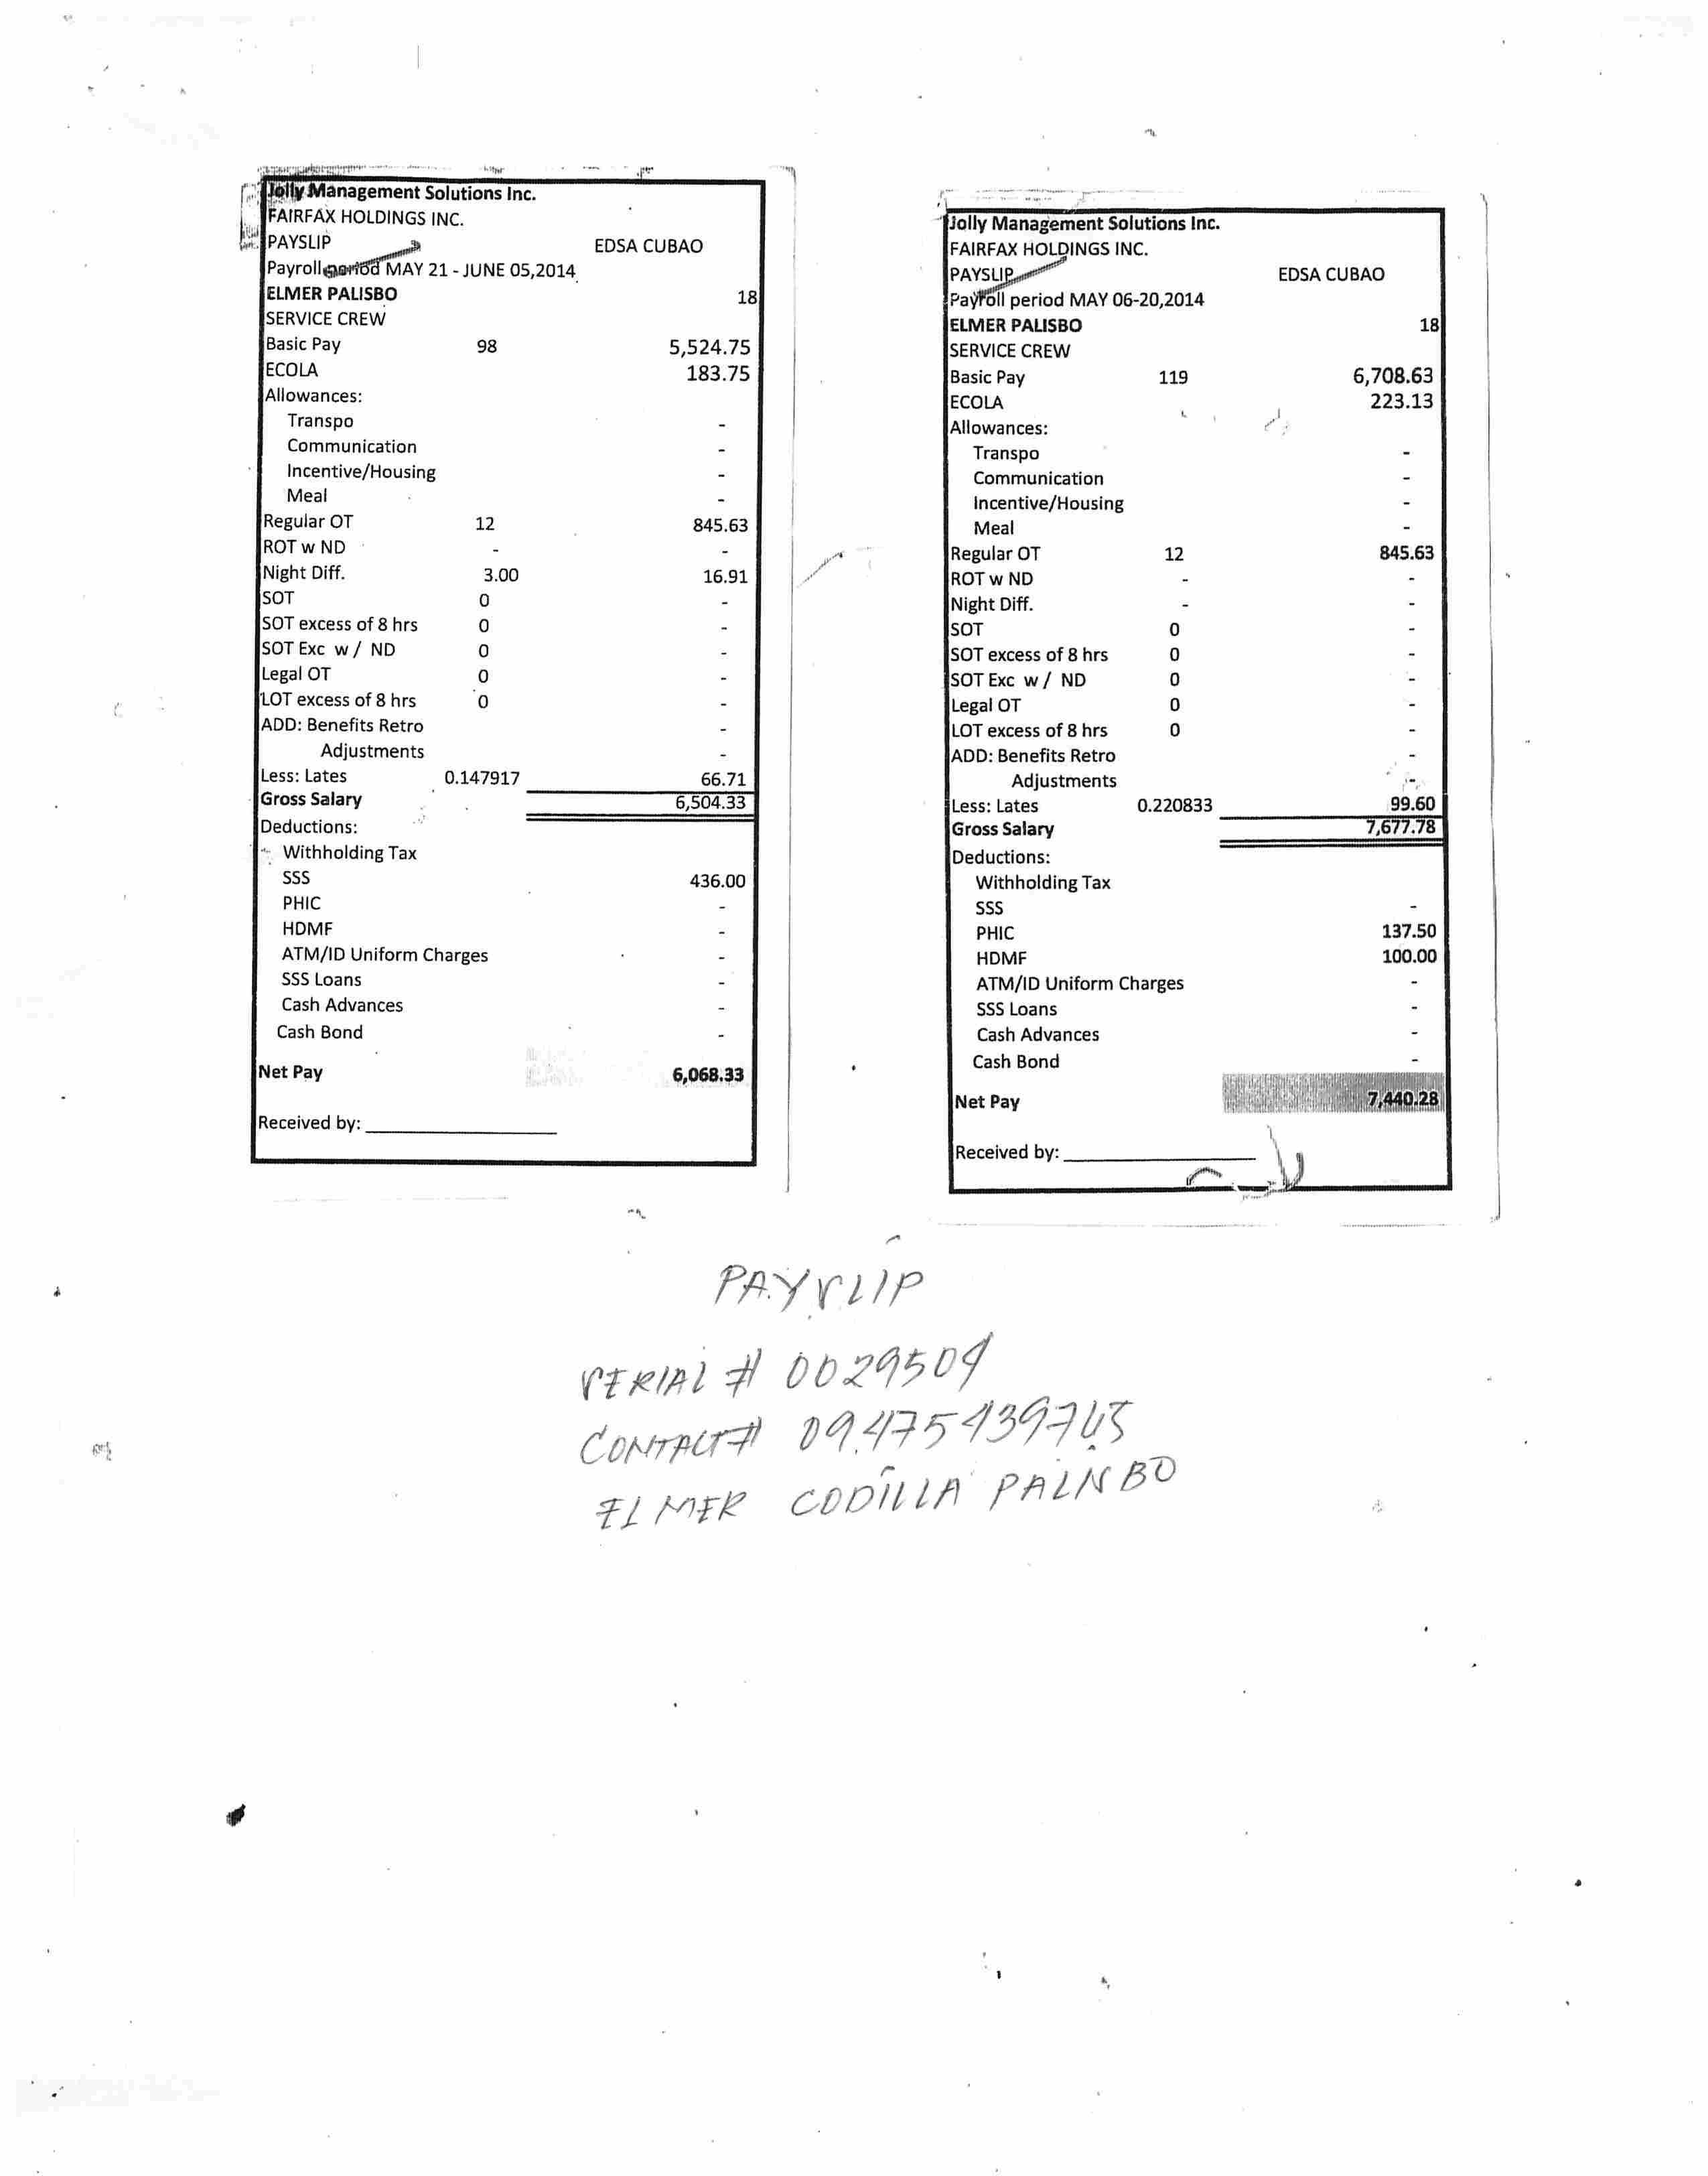 Jolly Management Solutions Inc.
FAIRFAX HOLDINGS INC.
PAYSLIP EDSA CUBAO
Payroll period MAY 21 - JUNE 05,2014
ELMER PALISBO 18
SERVICE CREW
Basic Pay 98 5,524.75
ECOLA 183.75
Allowances:
Transpo -
Communication -
Incentive/Housing -
Meal -
Regular OT 12 845.63
ROT w ND - -
Night Diff. 3.00 16.91
SOT 0 -
SOT excess of 8 hrs 0 -
SOT Exc w / ND 0 -
Legal OT 0 -
LOT excess of 8 hrs 0 -
ADD: Benefits Retro -
Adjustments -
Less: Lates 0.147917 66.71
Gross Salary 6,504.33
Deductions:
Withholding Tax
SSS 436.00
PHIC -
HDMF -
ATM/ID Uniform Charges -
SSS Loans -
Cash Advances -
Cash Bond -
Net Pay 6,068.33
Received by:
Jolly Management Solutions Inc.
FAIRFAX HOLDINGS INC.
PAYSLIP EDSA CUBAO
Payroll period MAY 06-20,2014
ELMER PALISBO 18
SERVICE CREW
Basic Pay 119 6,708.63
ECOLA 223.13
Allowances:
Transpo -
Communication -
Incentive/Housing -
Meal -
Regular OT 12 845.63
ROT w ND - -
Night Diff. - -
SOT 0 -
SOT excess of 8 hrs 0 -
SOT Exc w / ND 0 -
Legal OT 0 -
LOT excess of 8 hrs 0 -
ADD: Benefits Retro -
Adjustments -
Less: Lates 0.220833 99.60
Gross Salary 7,677.78
Deductions:
Withholding Tax
SSS -
PHIC 137.50
HDMF 100.00
ATM/ID Uniform Charges -
SSS Loans -
Cash Advances -
Cash Bond -
Net Pay 7,440.28
Received by:
PAYSLIP
SERIAL # 0029504
CONTACT#
ELMER CODILLA PALISBO